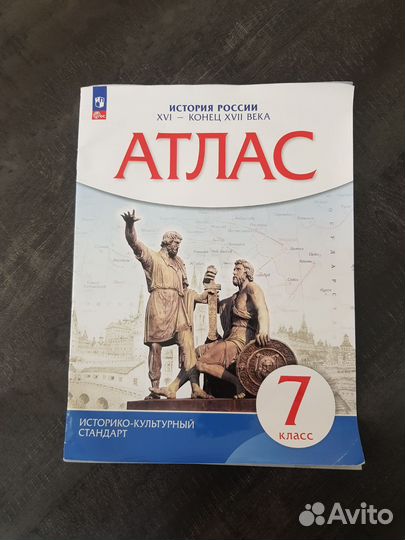 ИСТОРИЯ РОССИИ
XVI – КОНЕЦ XVII ВЕКА
АТЛАС
7
КЛАСС
ИСТОРИКО-КУЛЬТУРНЫЙ
СТАНДАРТ
Avito